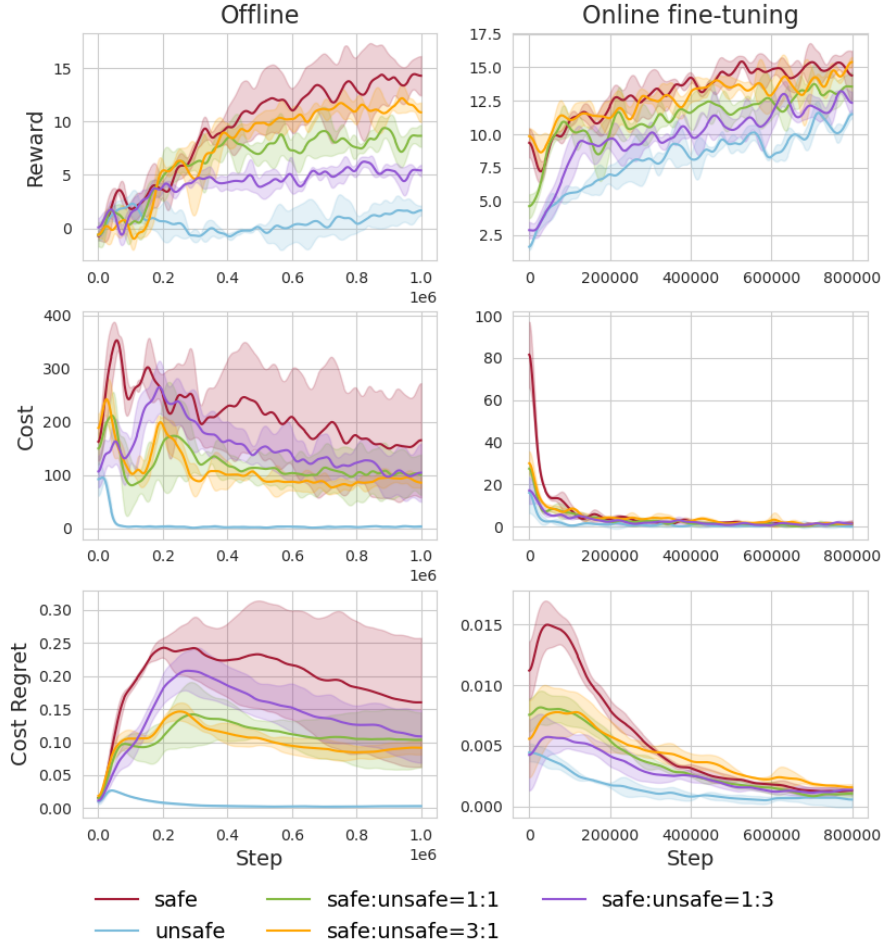 Offline
Online fine-tuning
Reward
15
10
5
0
0.0 0.2 0.4 0.6 0.8 1.0
1e6
17.5
15.0
12.5
10.0
7.5
5.0
2.5
0 200000 400000 600000 800000
Cost
400
300
200
100
0
0.0 0.2 0.4 0.6 0.8 1.0
1e6
100
80
60
40
20
0
0 200000 400000 600000 800000
Cost Regret
0.30
0.25
0.20
0.15
0.10
0.05
0.00
0.0 0.2 0.4 0.6 0.8 1.0
1e6
Step
0.015
0.010
0.005
0.000
0 200000 400000 600000 800000
Step
safe
unsafe
safe:unsafe=1:1
safe:unsafe=3:1
safe:unsafe=1:3